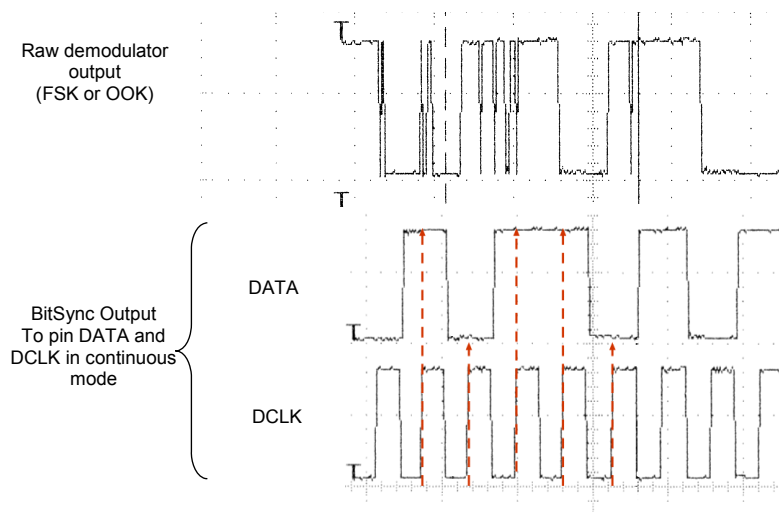 Raw demodulator
output
(FSK or OOK)
DATA
BitSync Output
To pin DATA and
DCLK in continuous
mode
DCLK